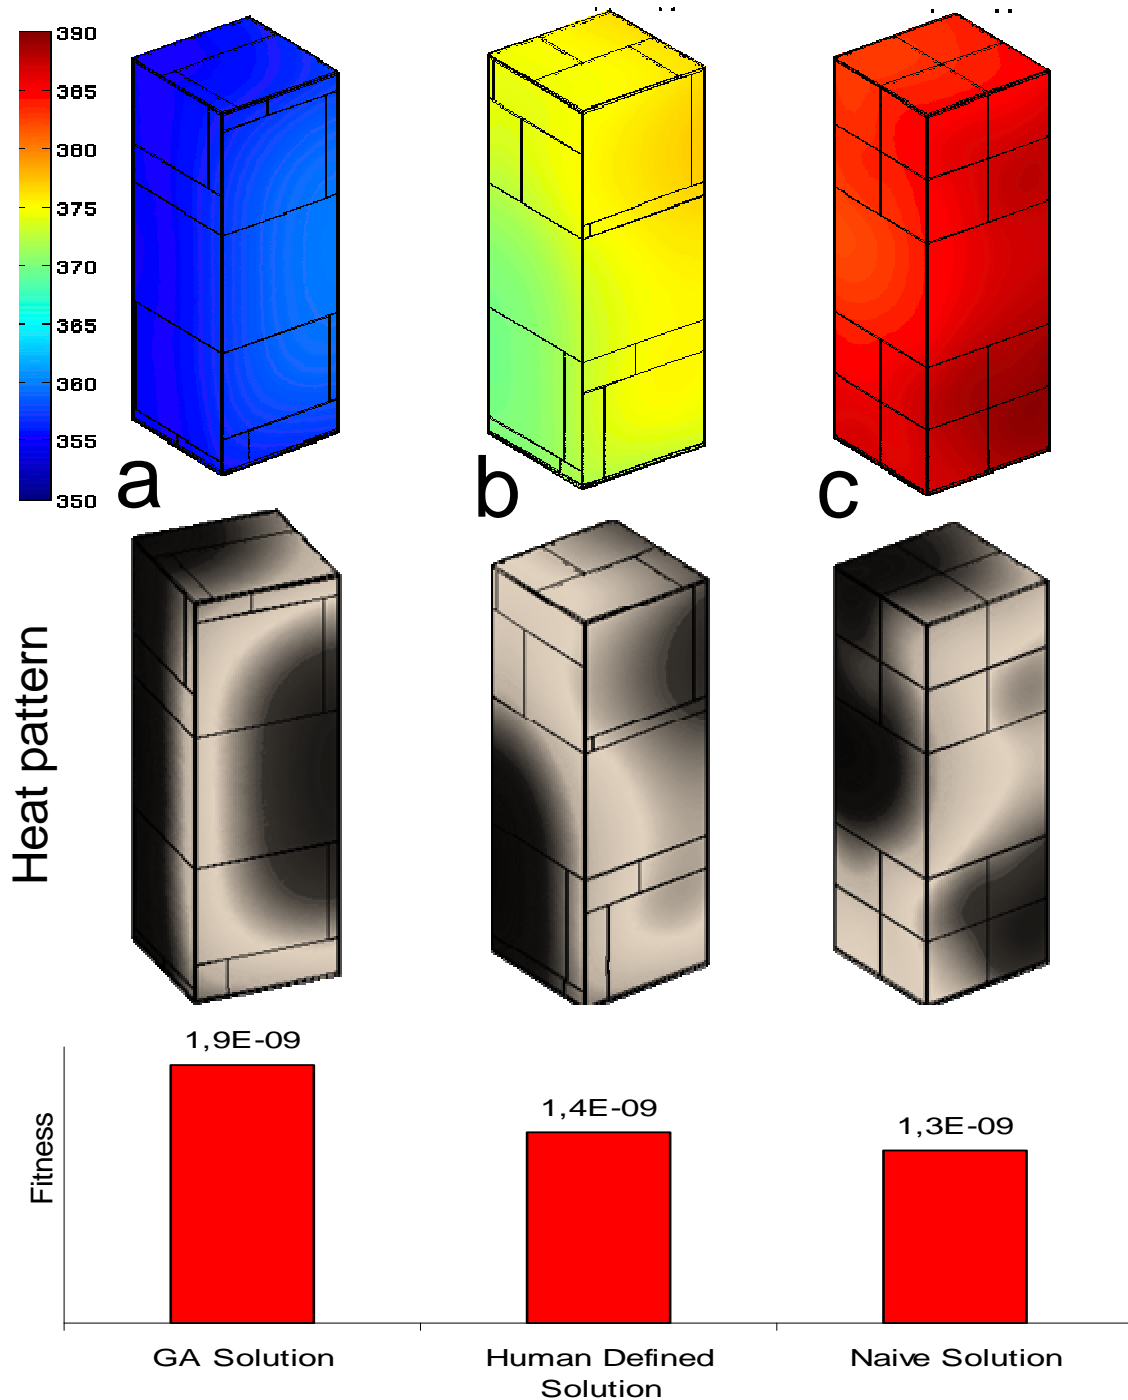 390
385
380
375
370
365
360
355
350
a
b
c
Heat pattern
1,9E-09
1,4E-09
1,3E-09
Fitness
GA Solution
Human Defined
Solution
Naive Solution